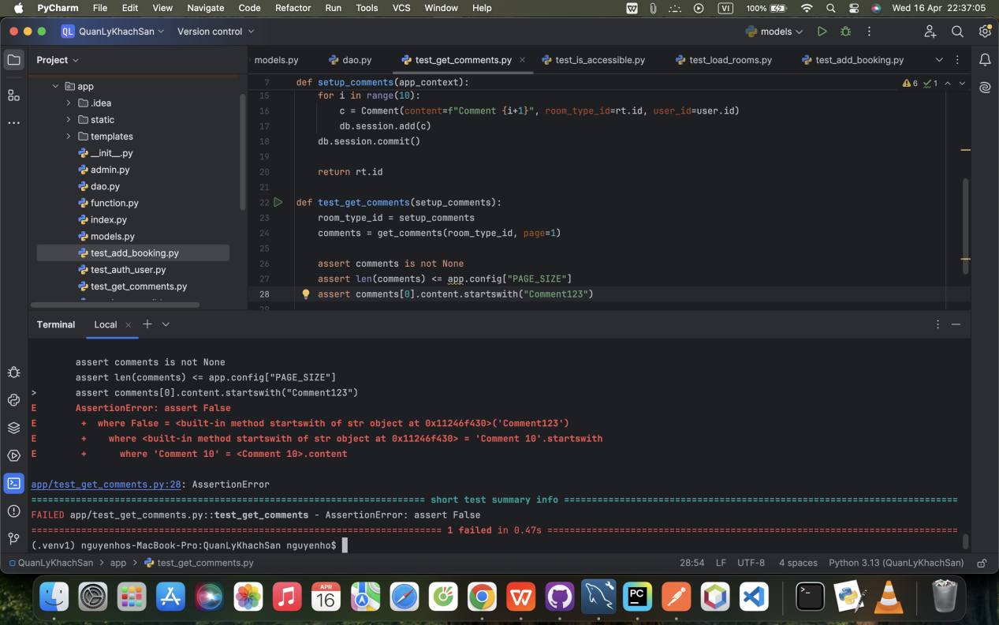 PyCharm File Edit View Navigate Code Refactor Run Tools VCS Window Help W VI 100% Wed 16 Apr 22:37:05
QL QuanLyKhachSan Version control models
Project
models.py dao.py test_get_comments.py test_is_accessible.py test_load_rooms.py test_add_booking.py
app
.idea
static
templates
__init__.py
admin.py
dao.py
function.py
index.py
models.py
test_add_booking.py
test_auth_user.py
test_get_comments.py
7 def setup_comments(app_context): 6 1
15 for i in range(10):
16 c = Comment(content=f"Comment {i+1}", room_type_id=rt.id, user_id=user.id)
17 db.session.add(c)
18 db.session.commit()
19
20 return rt.id
21
22 def test_get_comments(setup_comments):
23 room_type_id = setup_comments
24 comments = get_comments(room_type_id, page=1)
25
26 assert comments is not None
27 assert len(comments) <= app.config["PAGE_SIZE"]
28 assert comments[0].content.startswith("Comment123")
29
Terminal Local
assert comments is not None
assert len(comments) <= app.config["PAGE_SIZE"]
> assert comments[0].content.startswith("Comment123")
E AssertionError: assert False
E + where False = <built-in method startswith of str object at 0x11246f430>('Comment123')
E + where <built-in method startswith of str object at 0x11246f430> = 'Comment 10'.startswith
E + where 'Comment 10' = <Comment 10>.content
app/test_get_comments.py:28: AssertionError
short test summary info
FAILED app/test_get_comments.py::test_get_comments - AssertionError: assert False
1 failed in 0.47s
(.venv1) nguyenhos-MacBook-Pro:QuanLyKhachSan nguyenho$
QuanLyKhachSan > app > test_get_comments.py 28:54 LF UTF-8 4 spaces Python 3.13 (QuanLyKhachSan)
APR
16
PC